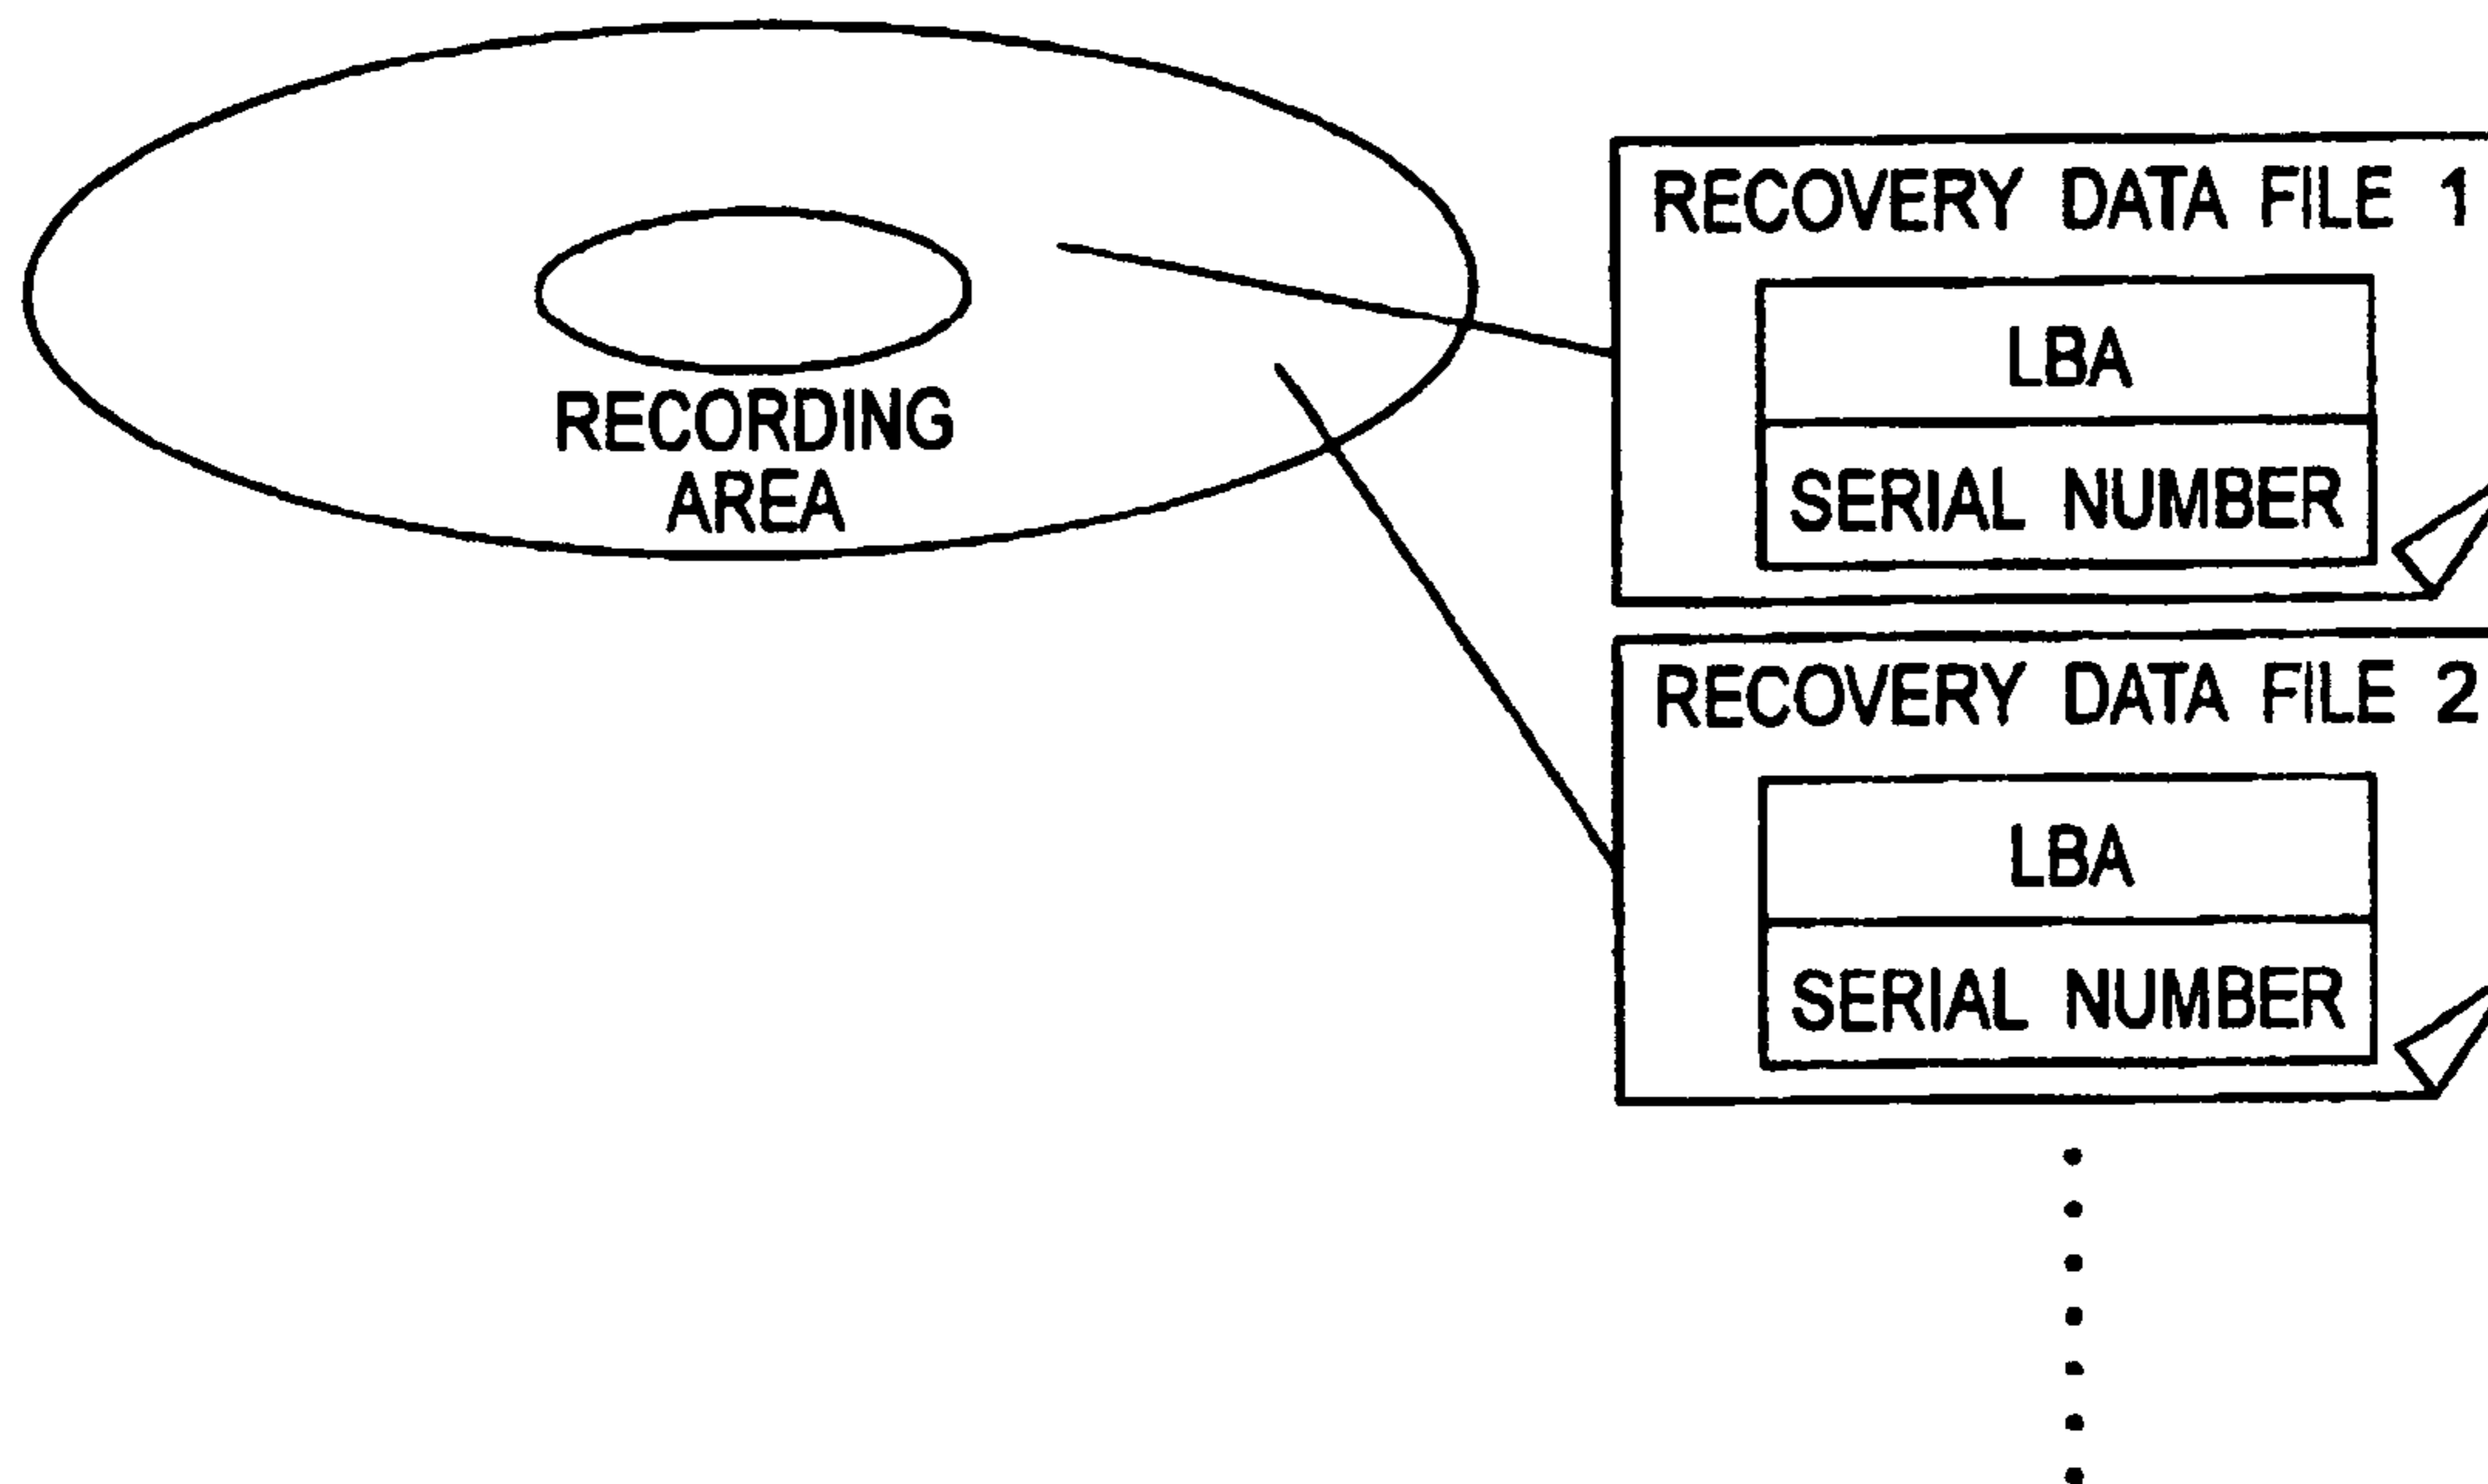 RECORDING
AREA
RECOVERY DATA FILE 1
LBA
SERIAL NUMBER
RECOVERY DATA FILE 2
LBA
SERIAL NUMBER